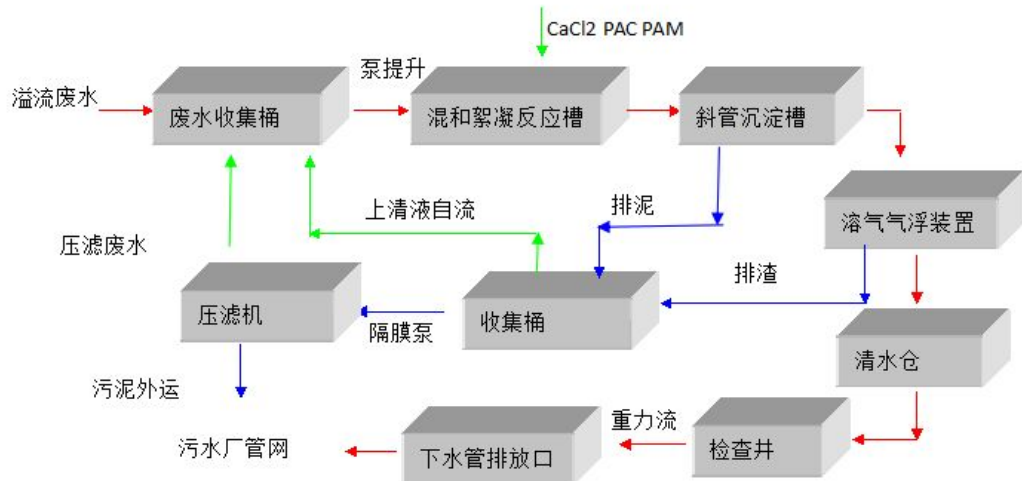 CaCl2 PAC PAM
泵提升
溢流废水
废水收集桶
混和絮凝反应槽
斜管沉淀槽
上清液自流
排泥
溶气气浮装置
压滤废水
排渣
压滤机
隔膜泵
收集桶
清水仓
污泥外运
重力流
污水厂管网
下水管排放口
检查井